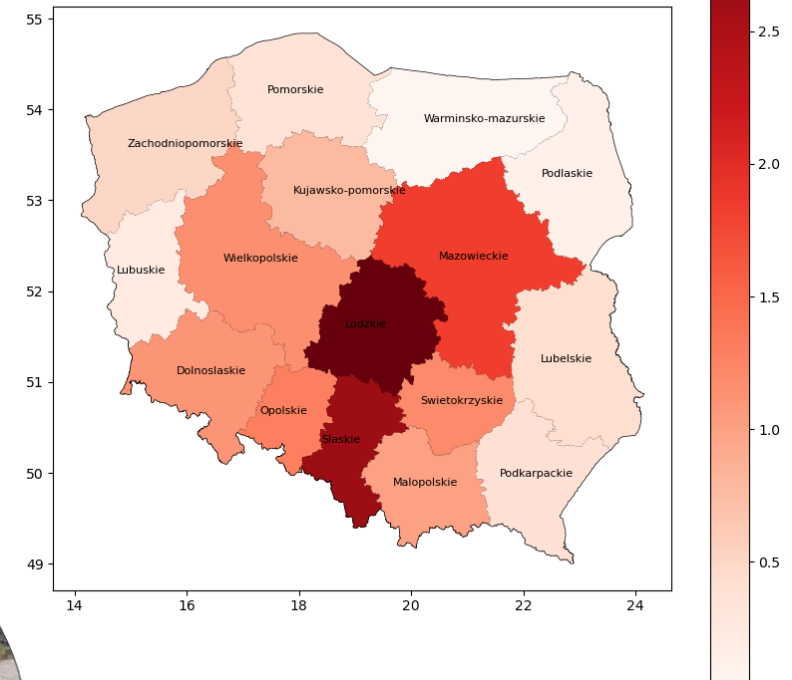 55
2.5
Pomorskie
54
Warminsko-mazurskie
Zachodniopomorskie
2.0
Podlaskie
53
Kujawsko-pomorskie
Wielkopolskie
Mazowieckie
Lubuskie
52
1.5
Lodzkie
Lubelskie
Dolnoslaskie
51
Swietokrzyskie
Opolskie
1.0
Slaskie
50
Podkarpackie
Malopolskie
0.5
49
14 16 18 20 22 24